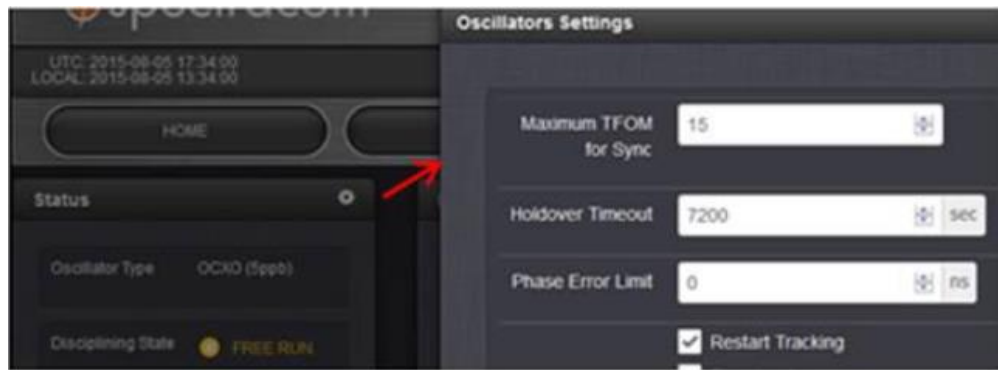 spectracom
Oscillators Settings
UTC: 2015-08-05 17:34:00
LOCAL: 2015-08-05 13:34:00
HOME
Maximum TFOM
for Sync
15
Status
Holdover Timeout
7200
sec
Oscillator Type
OCXO (5ppb)
Phase Error Limit
0
ns
Disciplining State
FREE RUN
Restart Tracking